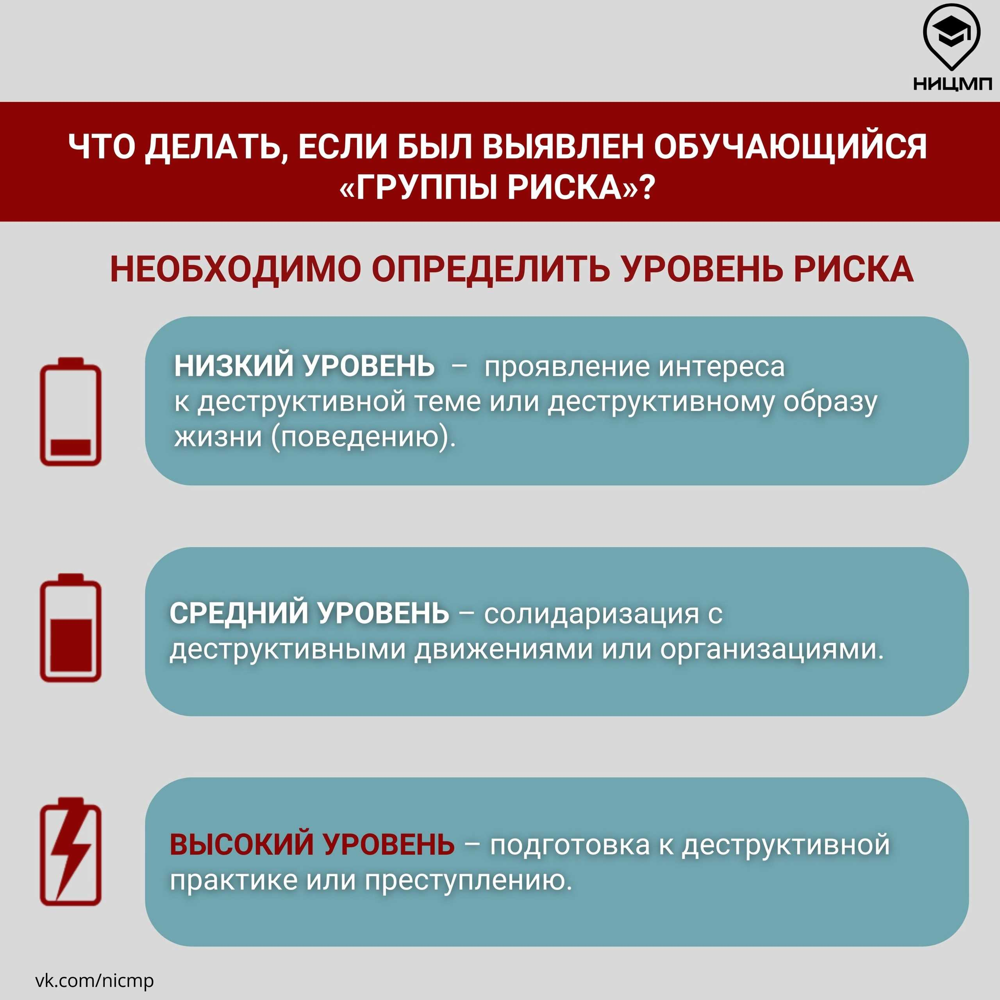 НИЦМП
ЧТО ДЕЛАТЬ, ЕСЛИ БЫЛ ВЫЯВЛЕН ОБУЧАЮЩИЙСЯ
«ГРУППЫ РИСКА»?
НЕОБХОДИМО ОПРЕДЕЛИТЬ УРОВЕНЬ РИСКА
НИЗКИЙ УРОВЕНЬ – проявление интереса
к деструктивной теме или деструктивному образу
жизни (поведению).
СРЕДНИЙ УРОВЕНЬ – солидаризация с
деструктивными движениями или организациями.
ВЫСОКИЙ УРОВЕНЬ – подготовка к деструктивной
практике или преступлению.
vk.com/nicmp